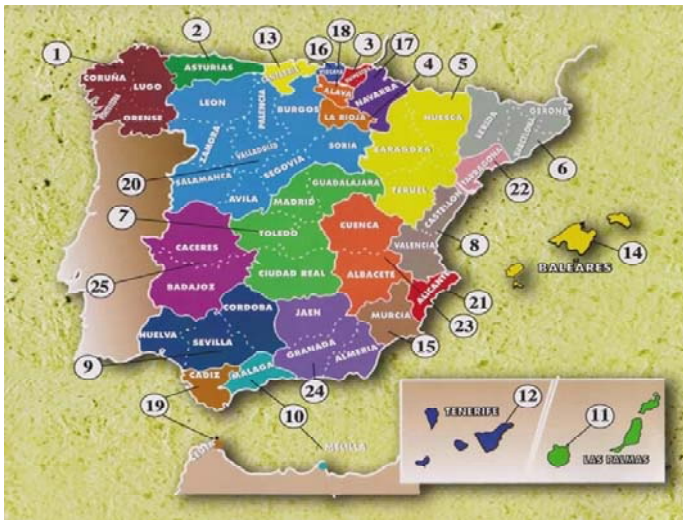 1
2
13
16
18
3
17
4
5
CORUÑA
LUGO
ORENSE
ASTURIAS
LEON
PALENCIA
BURGOS
ZAMORA
VALLADOLID
SORIA
SALAMANCA
SEGOVIA
AVILA
ALAVA
NAVARRA
LA RIOJA
HUESCA
ZARAGOZA
TERUEL
LERIDA
GERONA
BARCELONA
TARRAGONA
20
6
22
GUADALAJARA
MADRID
7
TOLEDO
CUENCA
CASTELLON
VALENCIA
8
14
BALEARES
CACERES
BADAJOZ
25
CIUDAD REAL
ALBACETE
ALICANTE
21
23
CORDOBA
JAEN
MURCIA
15
HUELVA
SEVILLA
GRANADA
ALMERIA
9
CADIZ
MALAGA
19
10
24
MELILLA
TENERIFE
12
11
LAS PALMAS